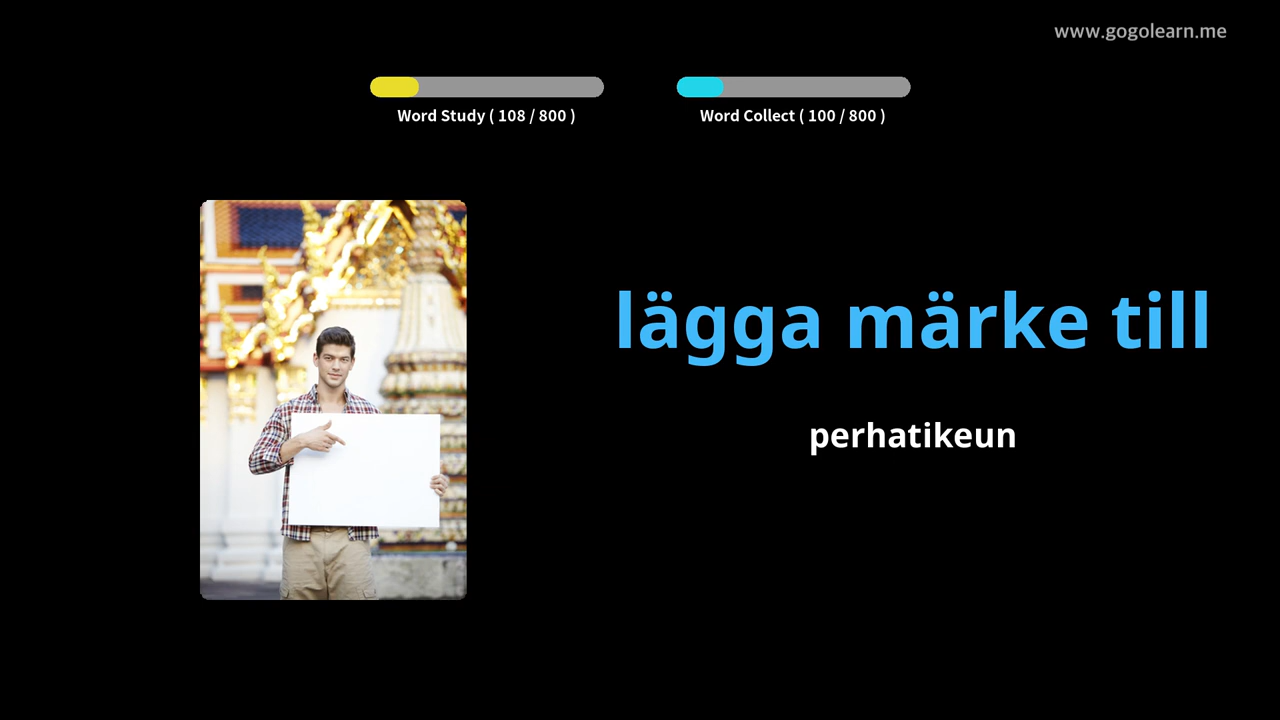 www.gogolearn.me
Word Study ( 108 / 800 )
Word Collect ( 100 / 800 )
lägga märke till
perhatikeun